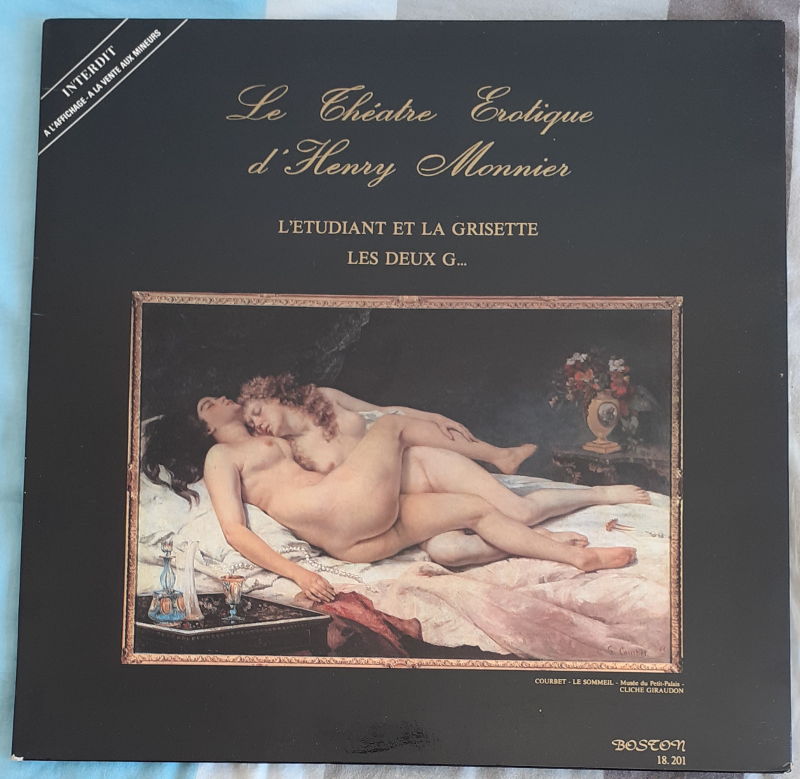 INTERDIT
A L'AFFICHAGE - A LA VENTE AUX MINEURS
Le Théatre Erotique
d'Henry Monnier
L'ETUDIANT ET LA GRISETTE
LES DEUX G...
G. Courbet
COURBET - LE SOMMEIL - Musée du Petit-Palais -
CLICHE GIRAUDON
BOSTON
18. 201